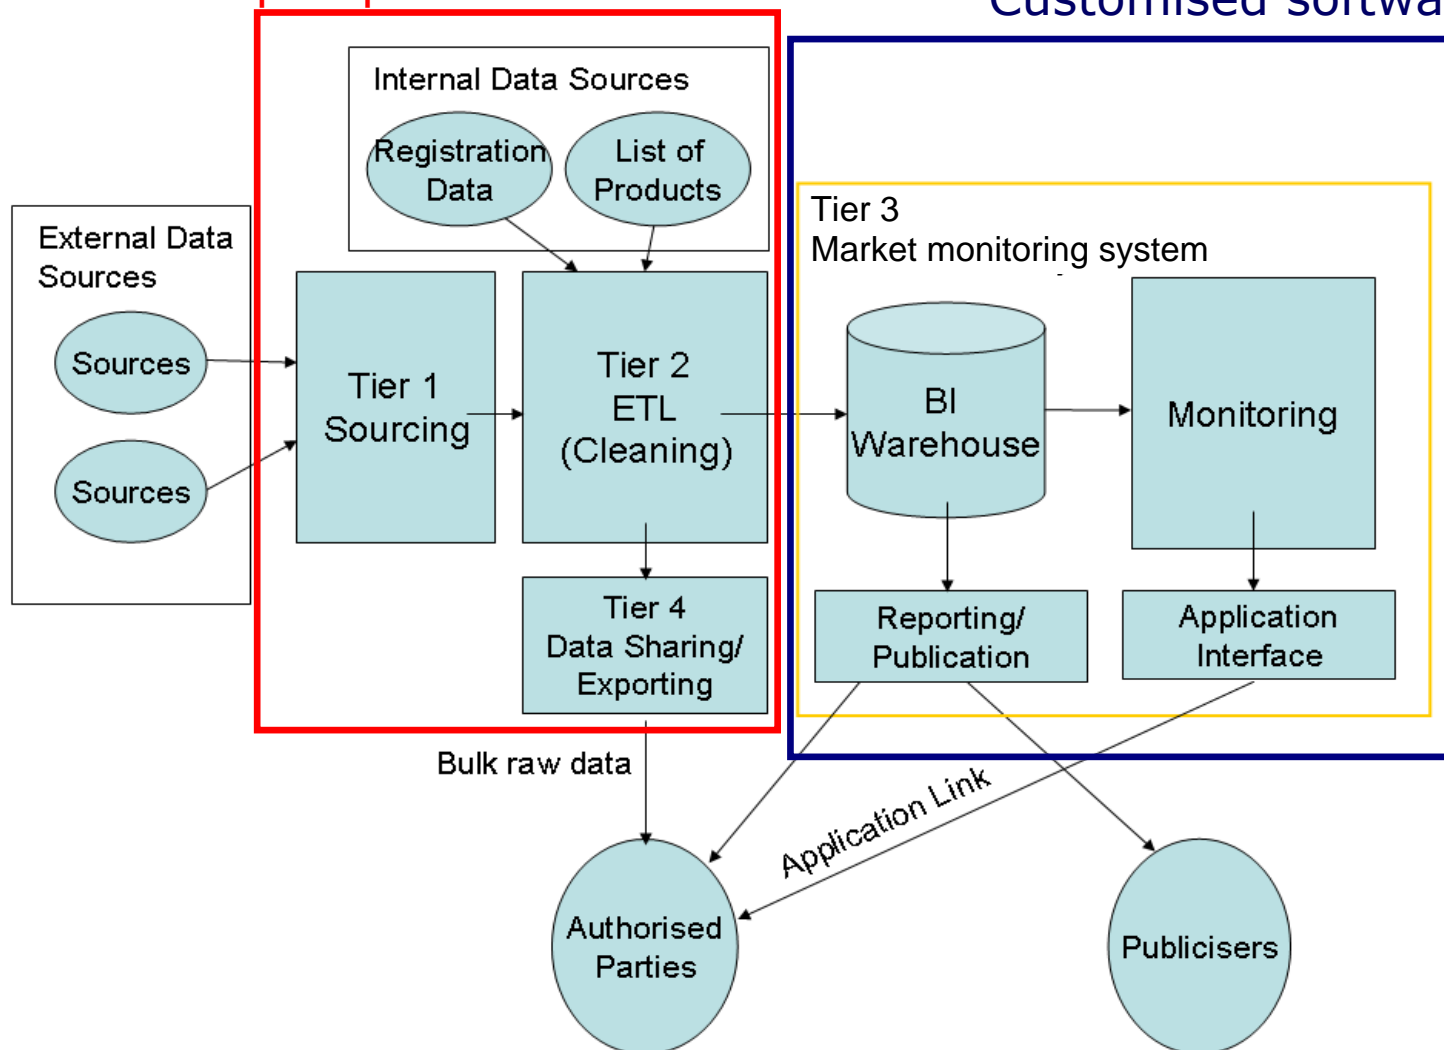 Customised softwa
Internal Data Sources
Registration
Data
List of
Products
External Data
Sources
Sources
Sources
Tier 1
Sourcing
Tier 2
ETL
(Cleaning)
Tier 3
Market monitoring system
BI
Warehouse
Monitoring
Tier 4
Data Sharing/
Exporting
Reporting/
Publication
Application
Interface
Bulk raw data
Application Link
Authorised
Parties
Publicisers